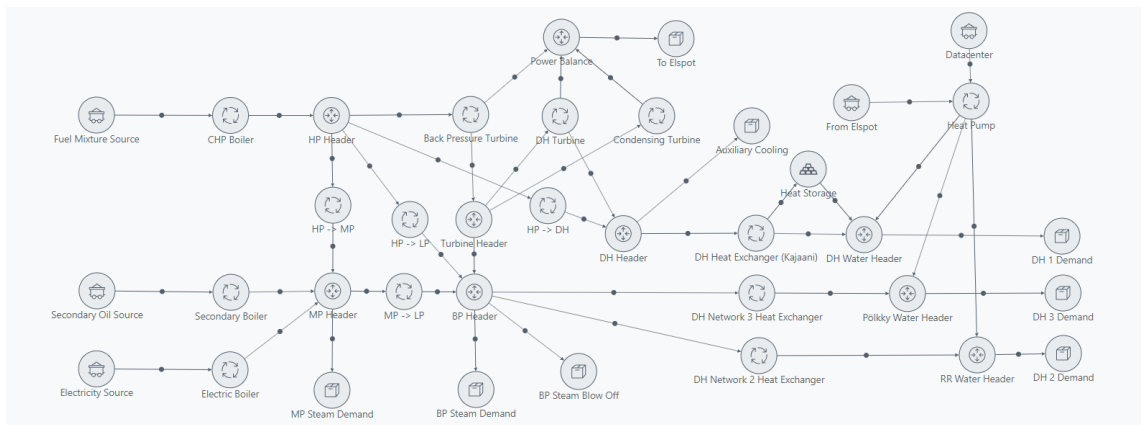 Datacenter
Power Balance
To Elspot
Fuel Mixture Source
CHP Boiler
HP Header
Back Pressure Turbine
DH Turbine
Condensing Turbine
Auxiliary Cooling
From Elspot
Heat Pump
Heat Storage
HP -> MP
HP -> LP
Turbine Header
HP -> DH
DH Header
DH Heat Exchanger (Kajaani)
DH Water Header
DH 1 Demand
Secondary Oil Source
Secondary Boiler
MP Header
MP -> LP
BP Header
DH Network 3 Heat Exchanger
Pölkky Water Header
DH 3 Demand
Electricity Source
Electric Boiler
MP Steam Demand
BP Steam Demand
BP Steam Blow Off
DH Network 2 Heat Exchanger
RR Water Header
DH 2 Demand